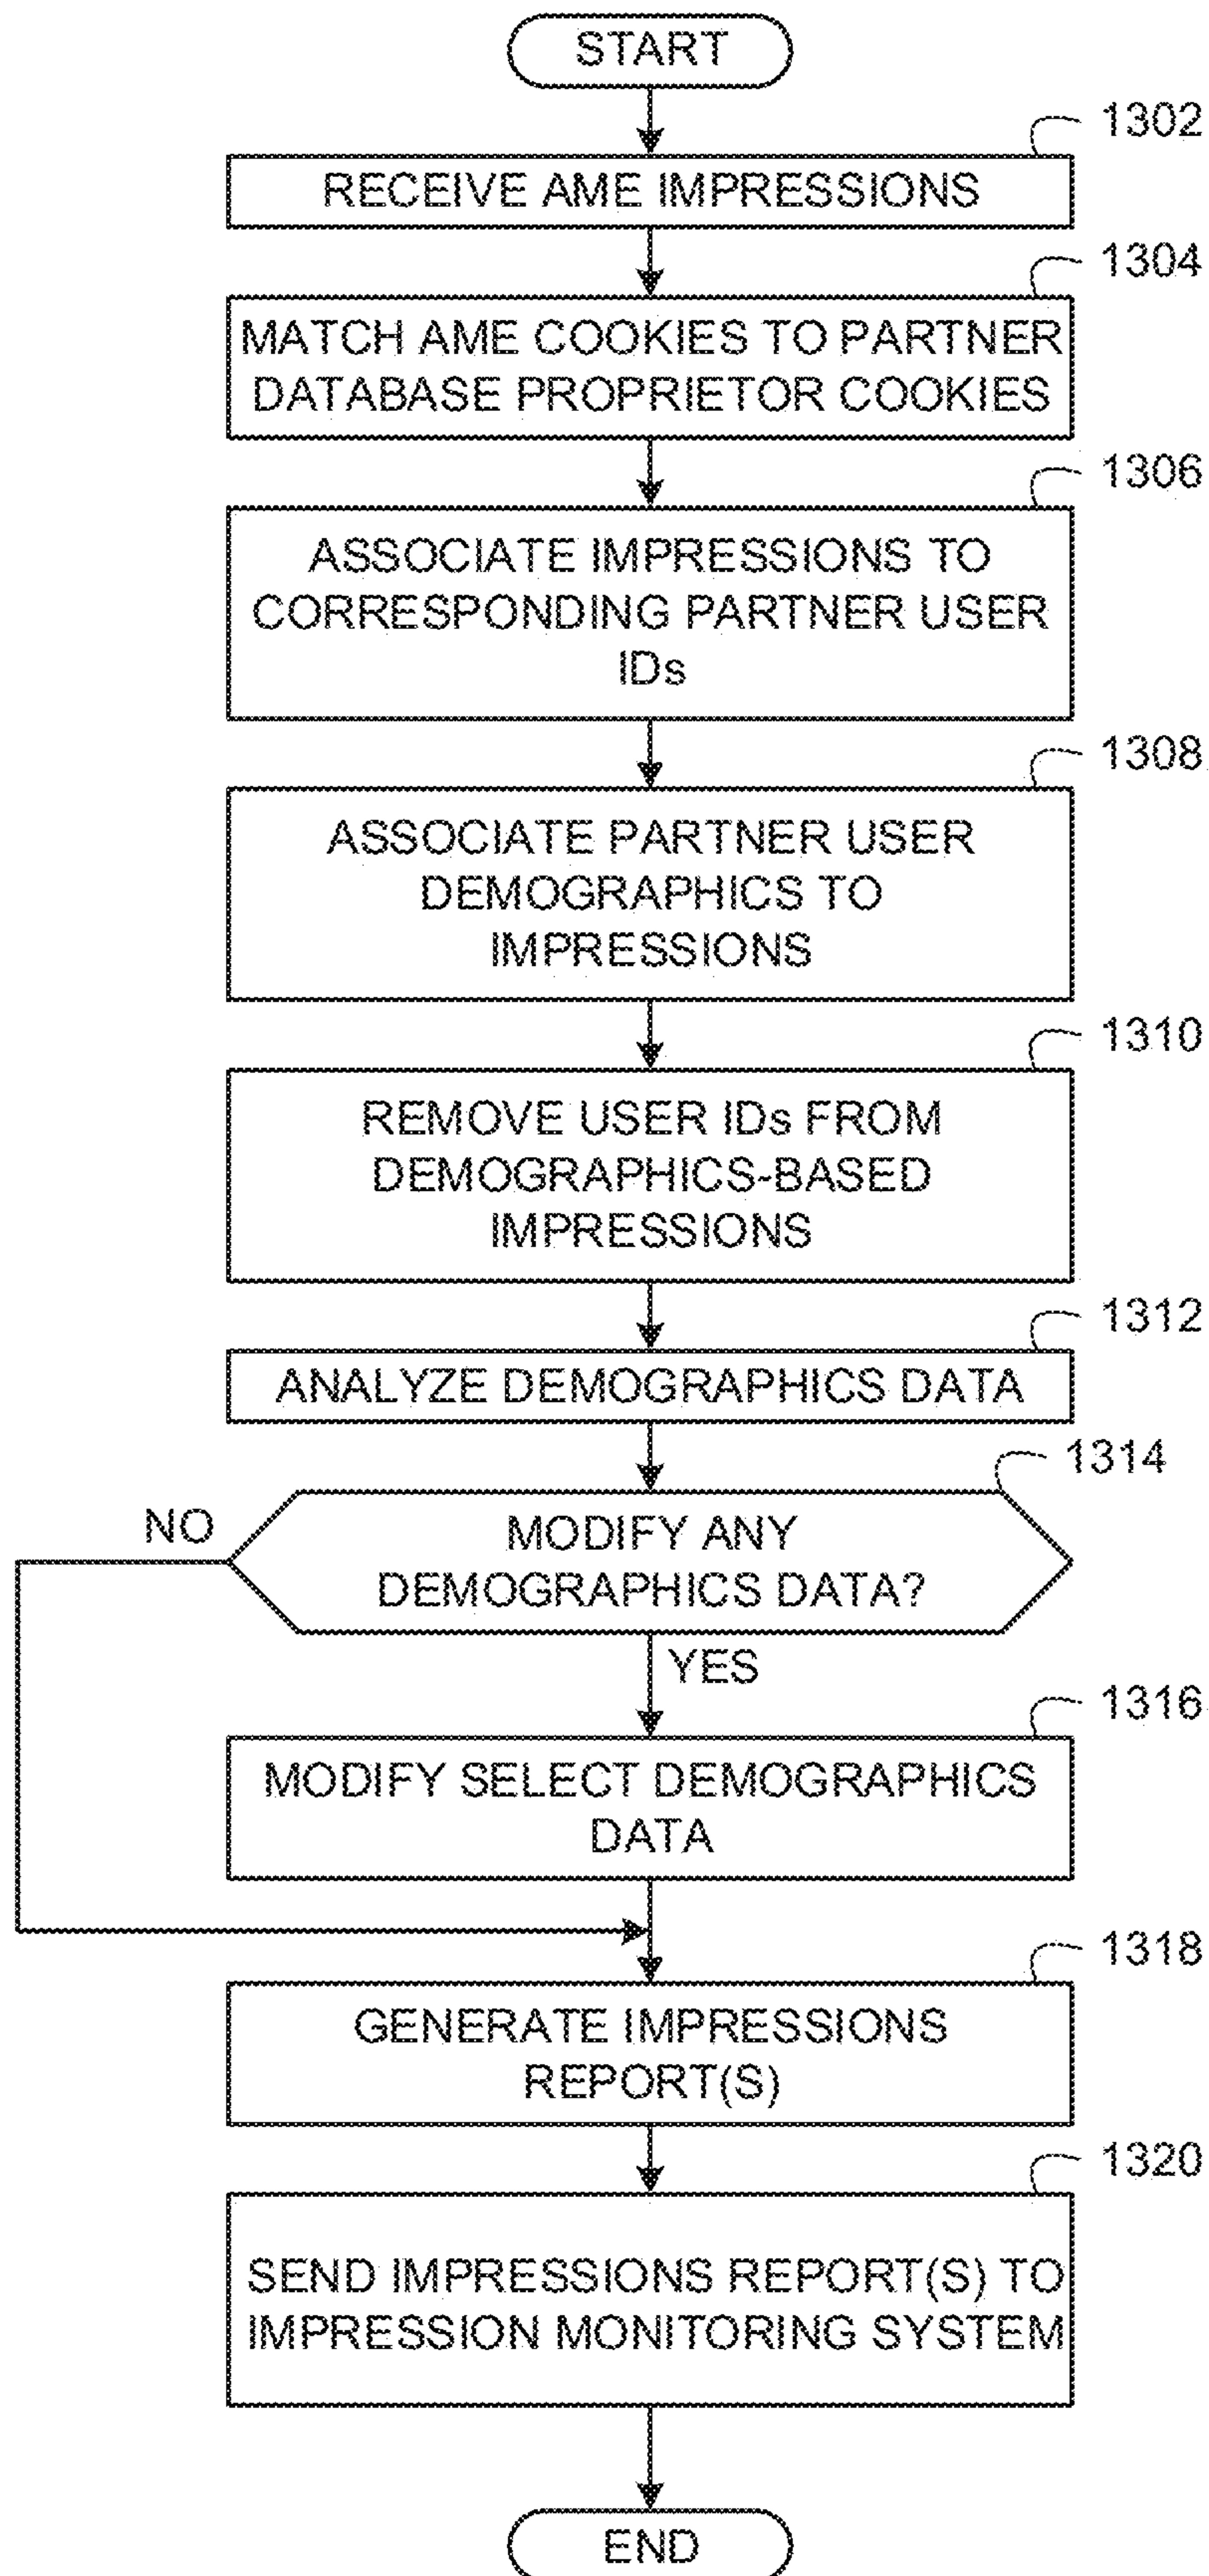 START
1302
RECEIVE AME IMPRESSIONS
1304
MATCH AME COOKIES TO PARTNER
DATABASE PROPRIETOR COOKIES
1306
ASSOCIATE IMPRESSIONS TO
CORRESPONDING PARTNER USER
IDs
1308
ASSOCIATE PARTNER USER
DEMOGRAPHICS TO
IMPRESSIONS
1310
REMOVE USER IDs FROM
DEMOGRAPHICS-BASED
IMPRESSIONS
1312
ANALYZE DEMOGRAPHICS DATA
1314
NO
MODIFY ANY
DEMOGRAPHICS DATA?
YES
1316
MODIFY SELECT DEMOGRAPHICS
DATA
1318
GENERATE IMPRESSIONS
REPORT(S)
1320
SEND IMPRESSIONS REPORT(S) TO
IMPRESSION MONITORING SYSTEM
END